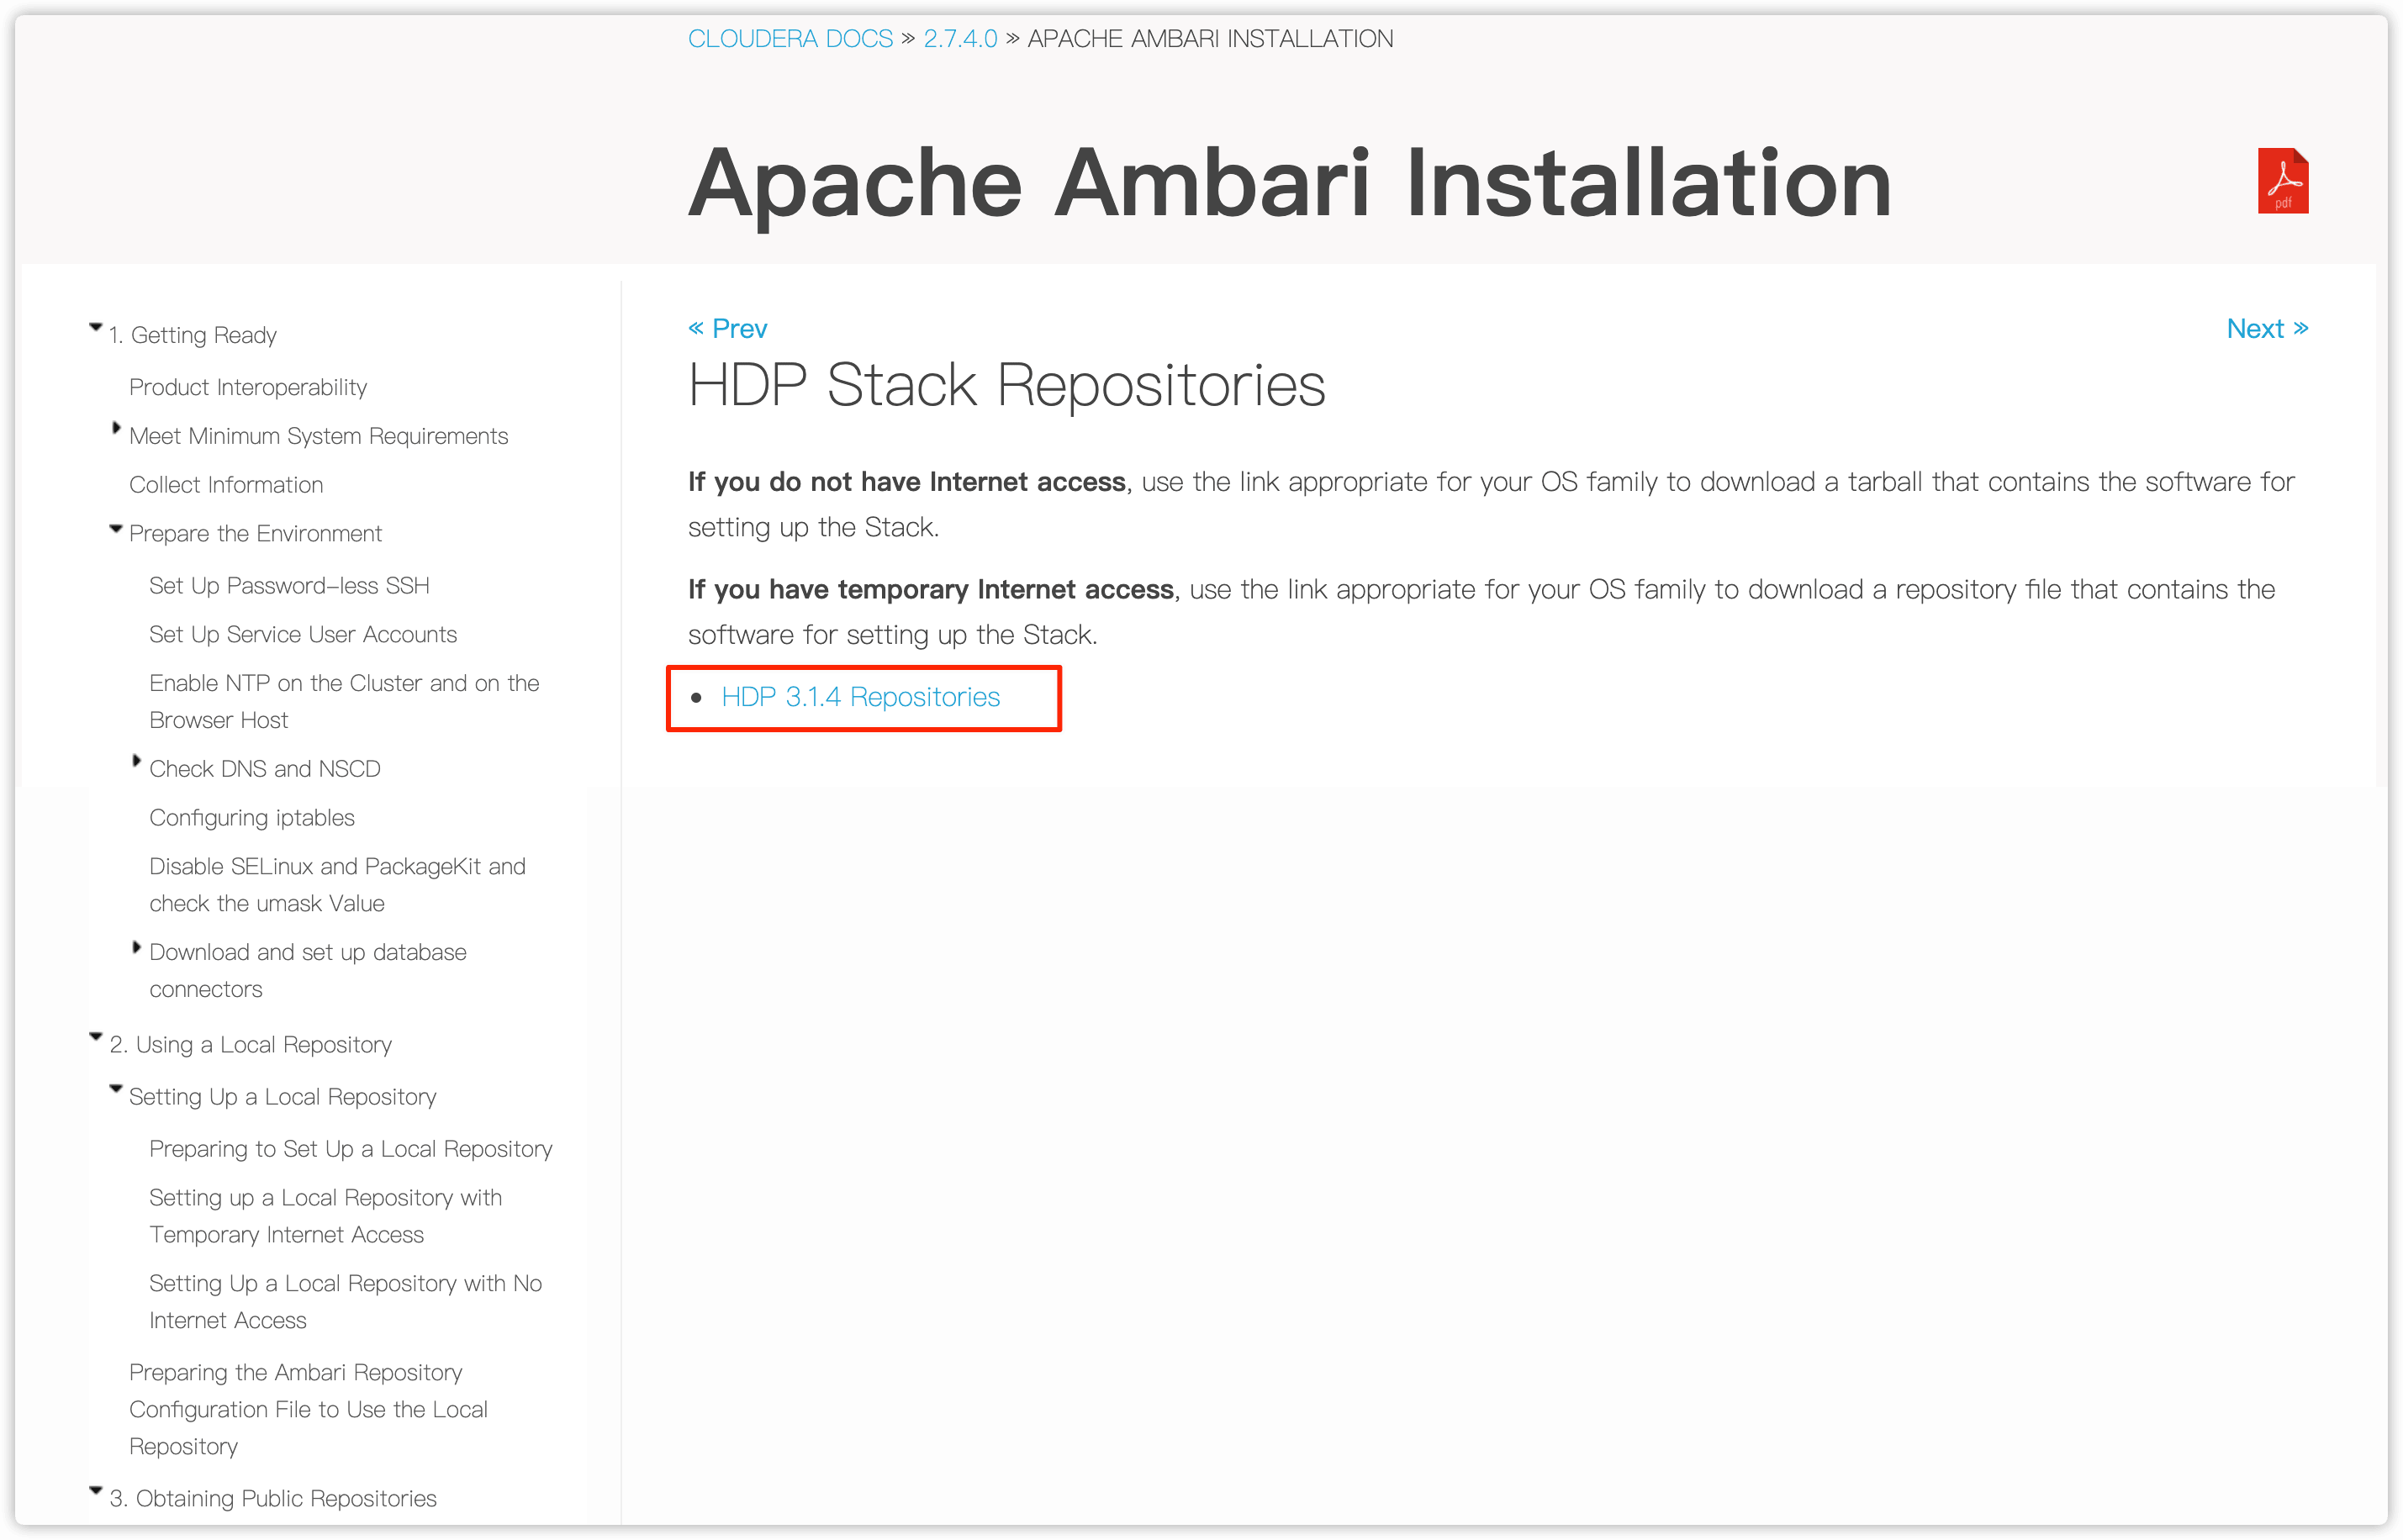 CLOUDERA DOCS » 2.7.4.0 » APACHE AMBARI INSTALLATION
Apache Ambari Installation
pdf
1. Getting Ready
Product Interoperability
Meet Minimum System Requirements
Collect Information
Prepare the Environment
Set Up Password-less SSH
Set Up Service User Accounts
Enable NTP on the Cluster and on the
Browser Host
Check DNS and NSCD
Configuring iptables
Disable SELinux and PackageKit and
check the umask Value
Download and set up database
connectors
2. Using a Local Repository
Setting Up a Local Repository
Preparing to Set Up a Local Repository
Setting up a Local Repository with
Temporary Internet Access
Setting Up a Local Repository with No
Internet Access
Preparing the Ambari Repository
Configuration File to Use the Local
Repository
3. Obtaining Public Repositories
« Prev
Next »
HDP Stack Repositories
If you do not have Internet access, use the link appropriate for your OS family to download a tarball that contains the software for
setting up the Stack.
If you have temporary Internet access, use the link appropriate for your OS family to download a repository file that contains the
software for setting up the Stack.
• HDP 3.1.4 Repositories